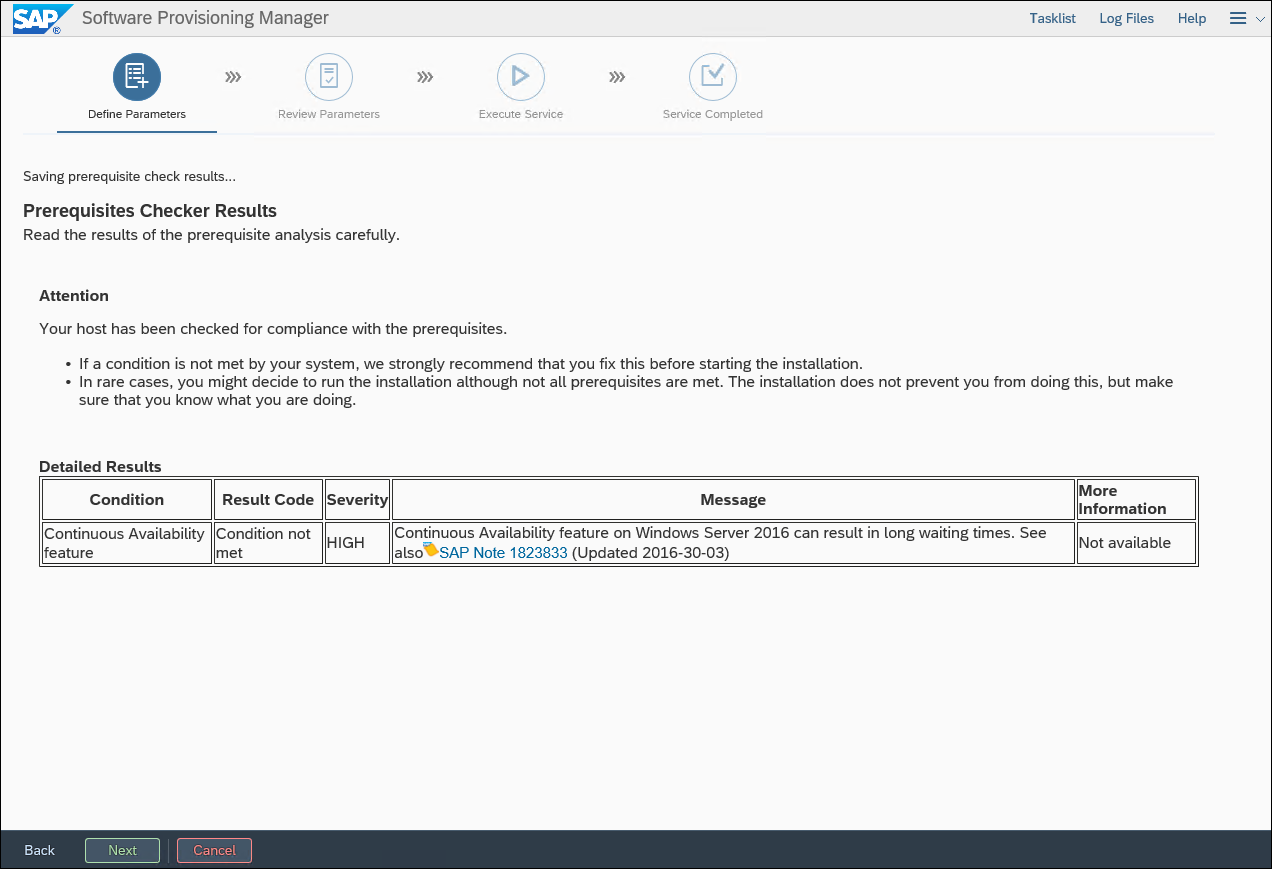 SAP® Software Provisioning Manager Tasklist Log Files Help
Define Parameters Review Parameters Execute Service Service Completed
Saving prerequisite check results...
Prerequisites Checker Results
Read the results of the prerequisite analysis carefully.
Attention
Your host has been checked for compliance with the prerequisites.
• If a condition is not met by your system, we strongly recommend that you fix this before starting the installation.
• In rare cases, you might decide to run the installation although not all prerequisites are met. The installation does not prevent you from doing this, but make
sure that you know what you are doing.
Detailed Results
Condition
Result Code
Severity
Message
More
Information
Continuous Availability
feature
Condition not
met
HIGH
Continuous Availability feature on Windows Server 2016 can result in long waiting times. See
also SAP Note 1823833 (Updated 2016-30-03)
Not available
Back Next Cancel